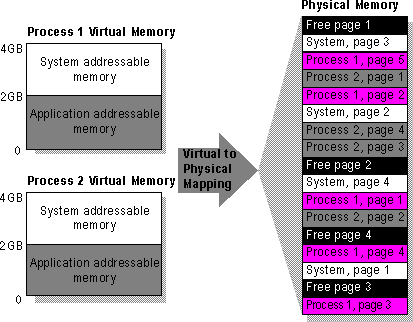 Process 1 Virtual Memory
4GB
System addressable
memory
2GB
Application addressable
memory
0
Process 2 Virtual Memory
4GB
System addressable
memory
2GB
Application addressable
memory
0
Virtual to
Physical
Mapping
Physical Memory
Free page 1
System, page 3
Process 1, page 5
Process 2, page 1
Process 1, page 2
System, page 2
Process 2, page 4
Process 2, page 3
Free page 2
System, page 4
Process 1, page 1
Process 2, page 2
Free page 4
Process 1, page 4
System, page 1
Free page 3
Process 1, page 3